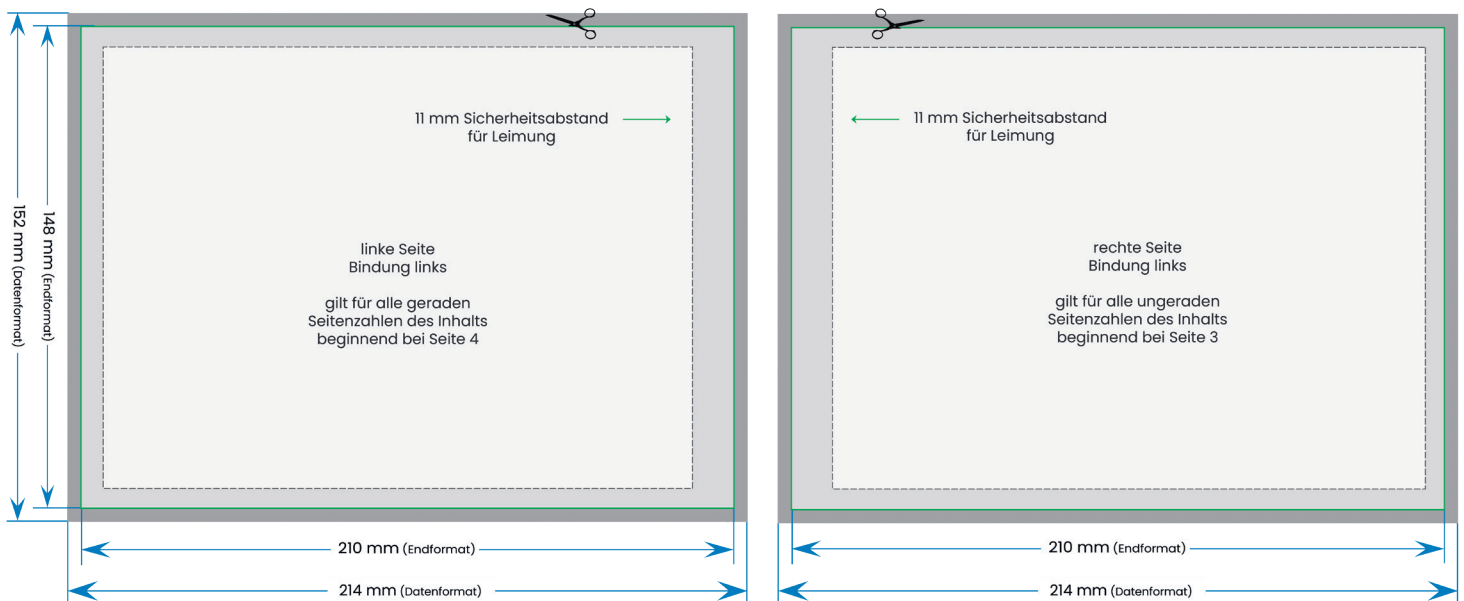 11 mm Sicherheitsabstand
für Leimung
linke Seite
Bindung links
gilt für alle geraden
Seitenzahlen des Inhalts
beginnend bei Seite 4
152 mm (Datenformat)
148 mm (Endformat)
210 mm (Endformat)
214 mm (Datenformat)
11 mm Sicherheitsabstand
für Leimung
rechte Seite
Bindung links
gilt für alle ungeraden
Seitenzahlen des Inhalts
beginnend bei Seite 3
210 mm (Endformat)
214 mm (Datenformat)